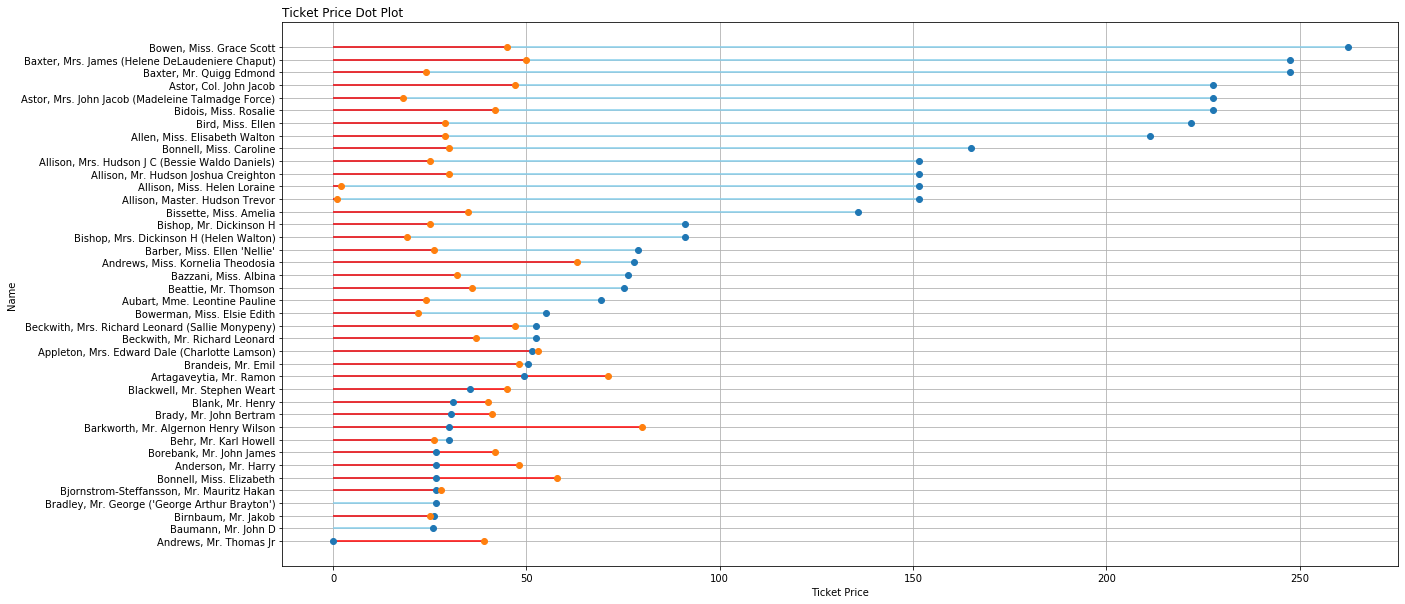 Ticket Price Dot Plot
Bowen, Miss. Grace Scott
Baxter, Mrs. James (Helene DeLaudeniere Chaput)
Baxter, Mr. Quigg Edmond
Astor, Col. John Jacob
Astor, Mrs. John Jacob (Madeleine Talmadge Force)
Bidois, Miss. Rosalie
Bird, Miss. Ellen
Allen, Miss. Elisabeth Walton
Bonnell, Miss. Caroline
Allison, Mrs. Hudson J C (Bessie Waldo Daniels)
Allison, Mr. Hudson Joshua Creighton
Allison, Miss. Helen Loraine
Allison, Master. Hudson Trevor
Bissette, Miss. Amelia
Bishop, Mr. Dickinson H
Bishop, Mrs. Dickinson H (Helen Walton)
Barber, Miss. Ellen 'Nellie'
Andrews, Miss. Kornelia Theodosia
Bazzani, Miss. Albina
Beattie, Mr. Thomson
Aubart, Mme. Leontine Pauline
Bowerman, Miss. Elsie Edith
Beckwith, Mrs. Richard Leonard (Sallie Monypeny)
Beckwith, Mr. Richard Leonard
Appleton, Mrs. Edward Dale (Charlotte Lamson)
Brandeis, Mr. Emil
Artagaveytia, Mr. Ramon
Blackwell, Mr. Stephen Weart
Blank, Mr. Henry
Brady, Mr. John Bertram
Barkworth, Mr. Algernon Henry Wilson
Behr, Mr. Karl Howell
Borebank, Mr. John James
Anderson, Mr. Harry
Bonnell, Miss. Elizabeth
Bjornstrom-Steffansson, Mr. Mauritz Hakan
Bradley, Mr. George ('George Arthur Brayton')
Birnbaum, Mr. Jakob
Baumann, Mr. John D
Andrews, Mr. Thomas Jr
Name
0 50 100 150 200 250
Ticket Price